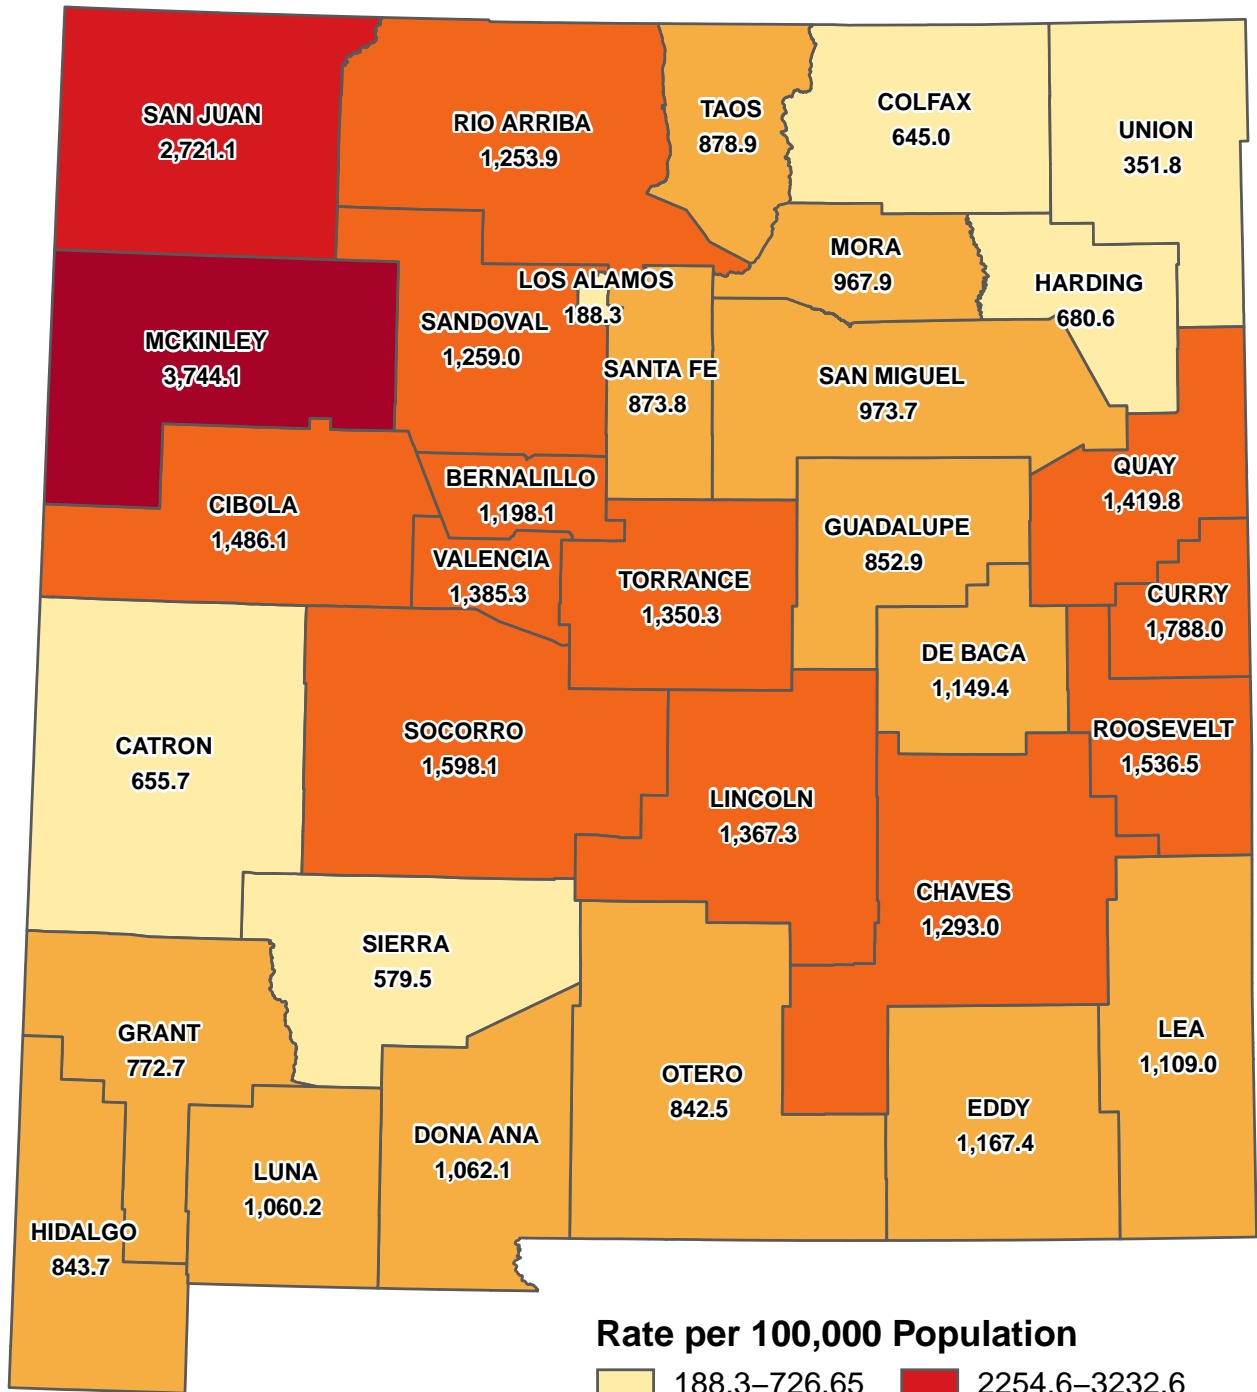 SAN JUAN
2,721.1
RIO ARRIBA
1,253.9
TAOS
878.9
COLFAX
645.0
UNION
351.8
MORA
967.9
HARDING
680.6
LOS ALAMOS
188.3
SANDOVAL
1,259.0
MCKINLEY
3,744.1
SANTA FE
873.8
SAN MIGUEL
973.7
QUAY
1,419.8
BERNALILLO
1,198.1
CIBOLA
1,486.1
GUADALUPE
852.9
VALENCIA
1,385.3
TORRANCE
1,350.3
CURRY
1,788.0
DE BACA
1,149.4
ROOSEVELT
1,536.5
CATRON
655.7
SOCORRO
1,598.1
LINCOLN
1,367.3
CHAVES
1,293.0
SIERRA
579.5
GRANT
772.7
LEA
1,109.0
OTERO
842.5
EDDY
1,167.4
DONA ANA
1,062.1
LUNA
1,060.2
HIDALGO
843.7
Rate per 100,000 Population
188.3–726.65
2254.6–3232.6